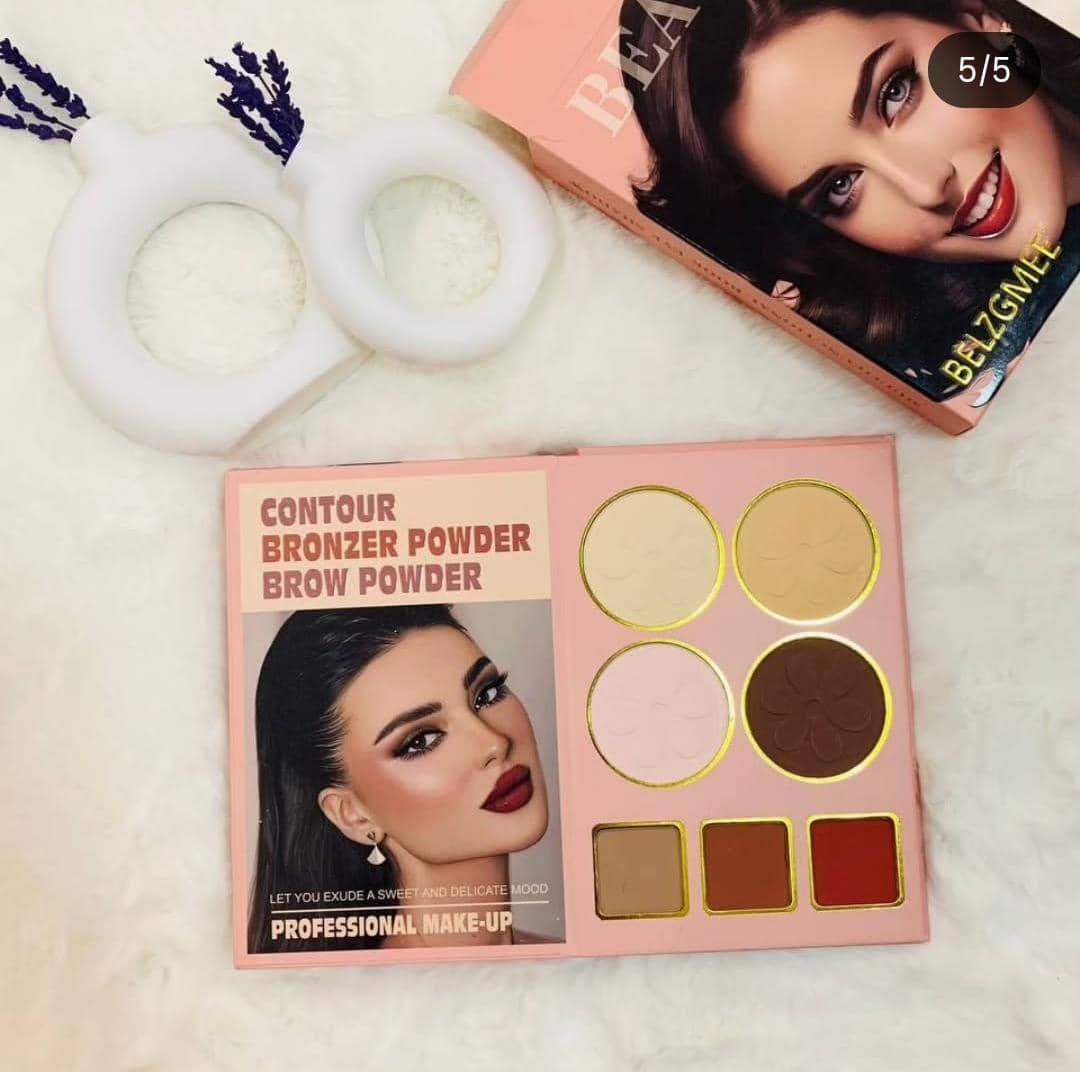 BEA
5/5
BELZGMEE
CONTOUR
BRONZER POWDER
BROW POWDER
LET YOU EXUDE A SWEET AND DELICATE MOOD
PROFESSIONAL MAKE-UP